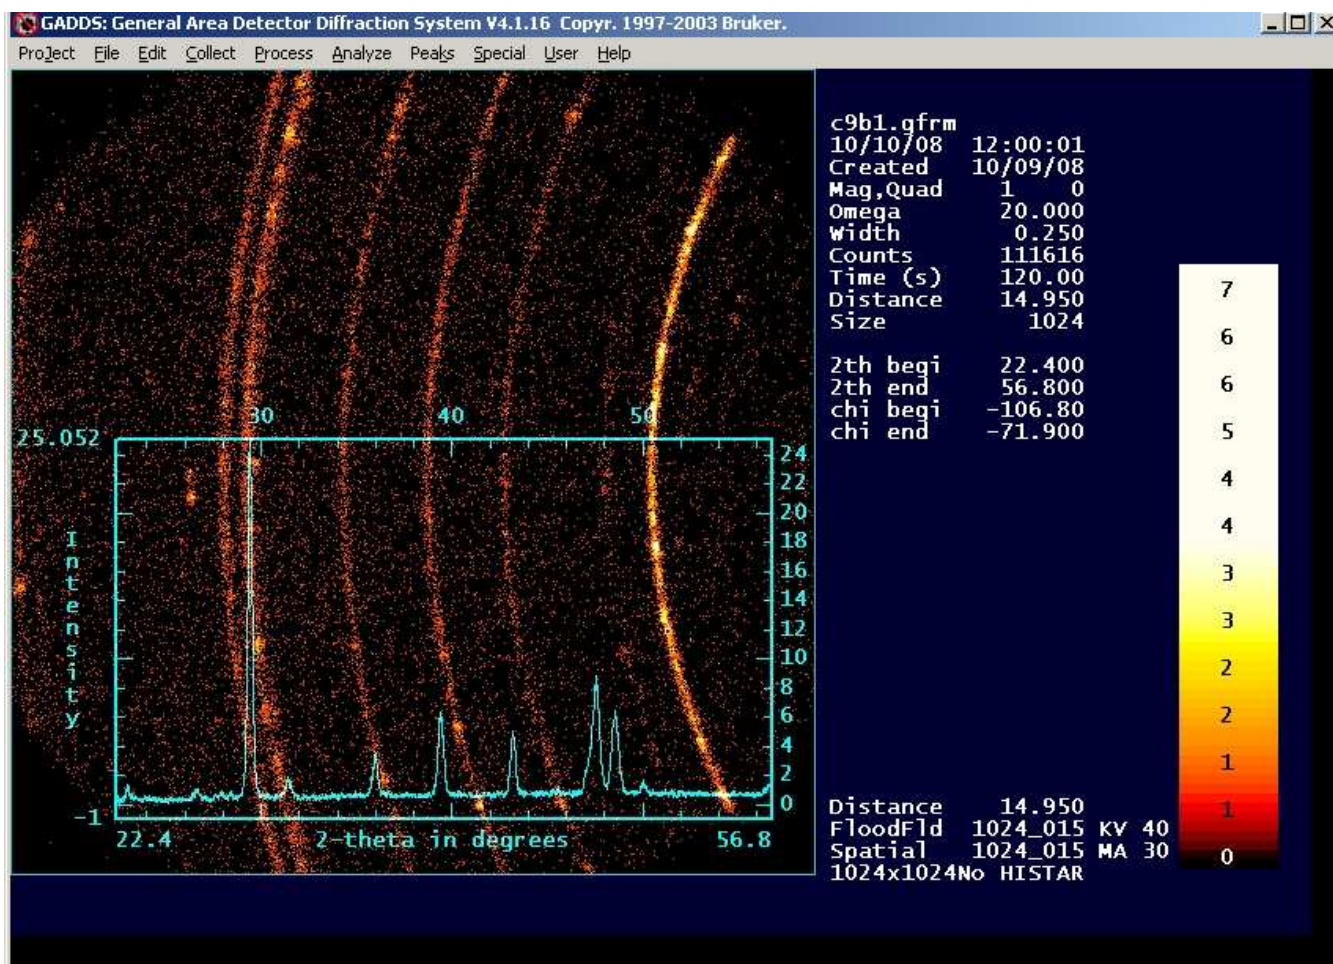 GADDS: General Area Detector Diffraction System V4.1.16 Copyr. 1997-2003 Bruker.
ProJect File Edit Collect Process Analyze Peaks Special User Help
c9b1.gfrm
10/10/08 12:00:01
Created 10/09/08
Mag,Quad 1 0
Omega 20.000
Width 0.250
Counts 111616
Time (s) 120.00
Distance 14.950
Size 1024
2th begi 22.400
2th end 56.800
chi begi -106.80
chi end -71.900
30 40 50
25.052
24
22
20
18
16
14
12
10
8
6
4
2
0
Intensity
-1
22.4 2-theta in degrees 56.8
7
6
6
5
4
4
3
3
2
2
1
1
0
Distance 14.950
FloodFld 1024_015 KV 40
Spatial 1024_015 MA 30
1024x1024No HISTAR